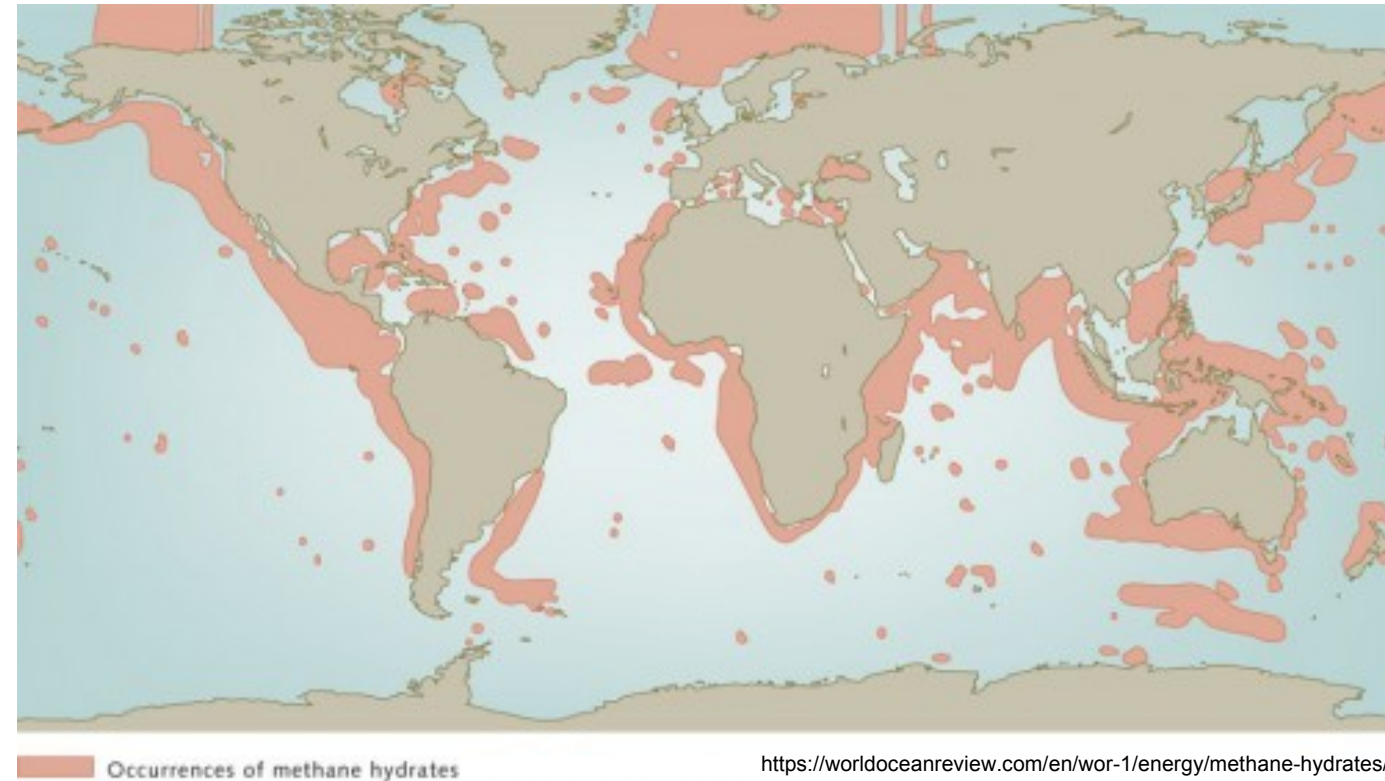 Occurrences of methane hydrates
https://worldoceanreview.com/en/wor-1/energy/methane-hydrates/